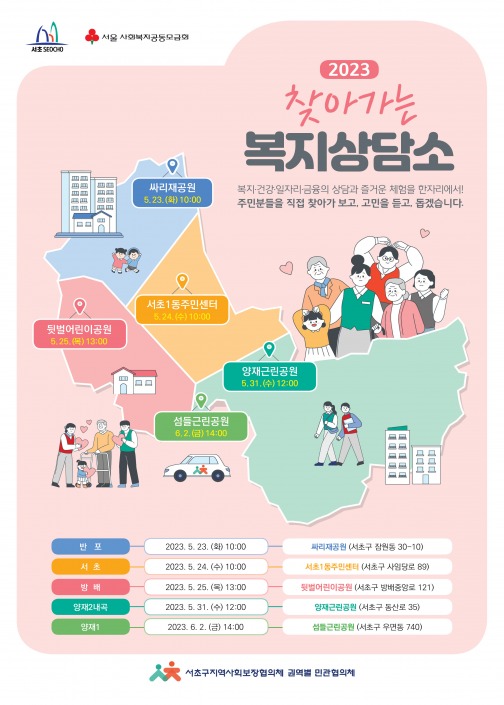 서초 SEOCHO
서울 사회복지공동모금회
2023
찾아가는
복지상담소
복지·건강·일자리·금융의 상담과 즐거운 체험을 한자리에서!
주민분들을 직접 찾아가 보고, 고민을 듣고, 돕겠습니다.
싸리재공원
5.23.(화) 10:00
서초1동주민센터
5.24.(수) 10:00
뒷벌어린이공원
5.25.(목) 13:00
양재근린공원
5.31.(수) 12:00
섬들근린공원
6.2.(금) 14:00
반 포 2023. 5. 23. (화) 10:00 싸리재공원 (서초구 잠원동 30-10)
서 초 2023. 5. 24. (수) 10:00 서초1동주민센터 (서초구 사임당로 89)
방 배 2023. 5. 25. (목) 13:00 뒷벌어린이공원 (서초구 방배중앙로 121)
양재2내곡 2023. 5. 31. (수) 12:00 양재근린공원 (서초구 동산로 35)
양재1 2023. 6. 2. (금) 14:00 섬들근린공원 (서초구 우면동 740)
서초구지역사회보장협의체 권역별 민관협의체